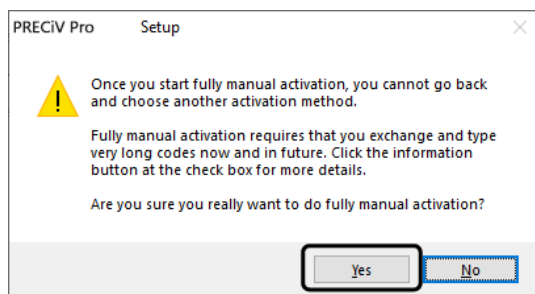 PRECiV Pro Setup
Once you start fully manual activation, you cannot go back
and choose another activation method.
Fully manual activation requires that you exchange and type
very long codes now and in future. Click the information
button at the check box for more details.
Are you sure you really want to do fully manual activation?
Yes No